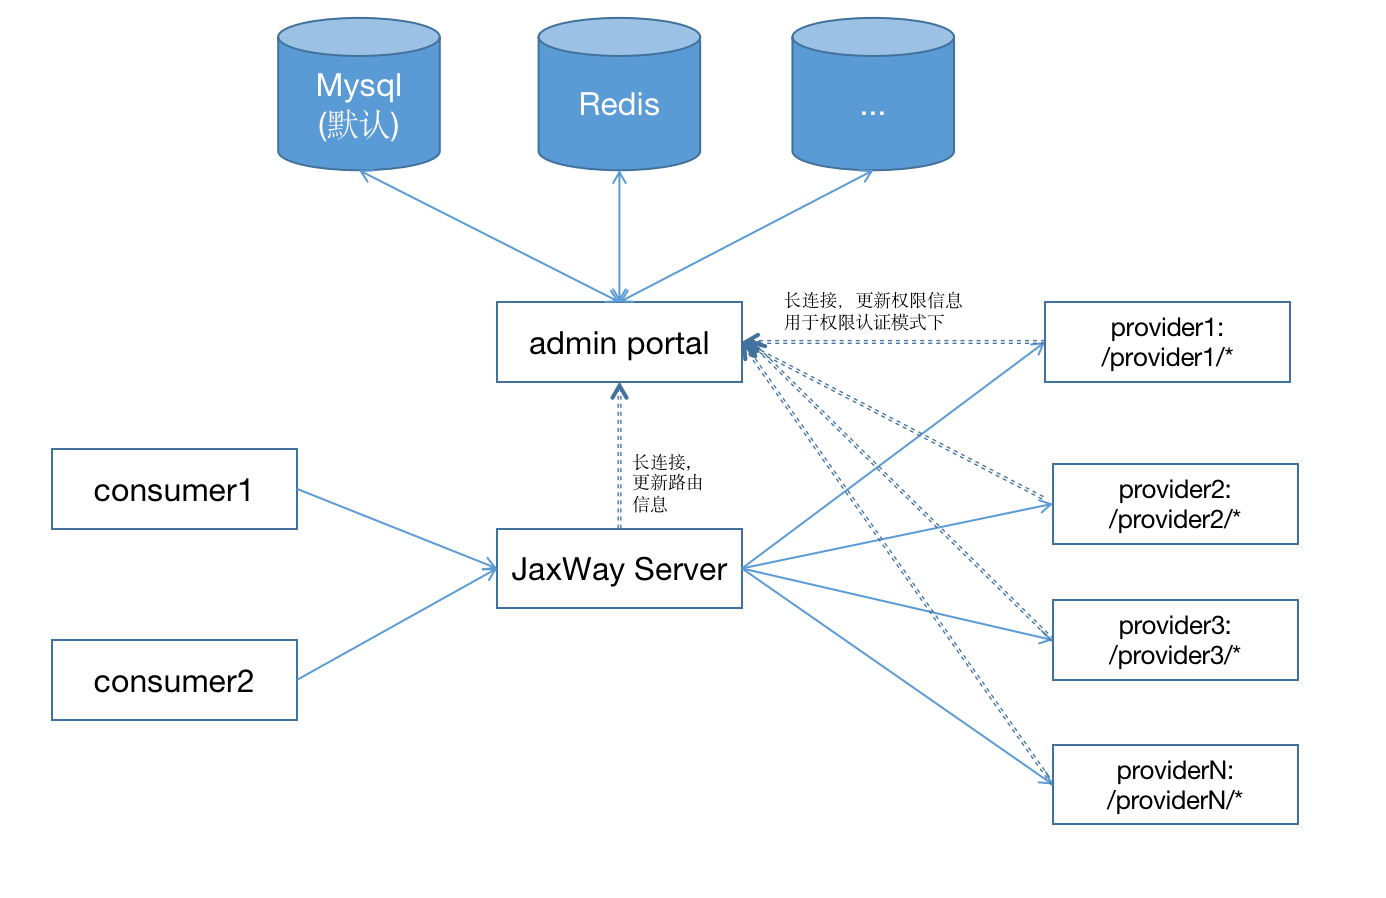 Mysql
(默认)
Redis
...
长连接，更新权限信息
用于权限认证模式下
admin portal
provider1:
/provider1/*
长连接，
更新路由
信息
consumer1
provider2:
/provider2/*
JaxWay Server
provider3:
/provider3/*
consumer2
providerN:
/providerN/*